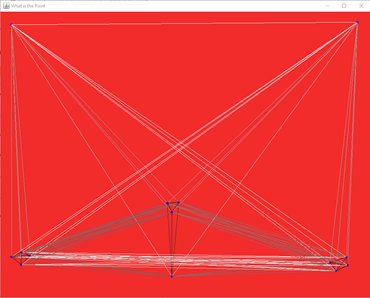 What is the Point